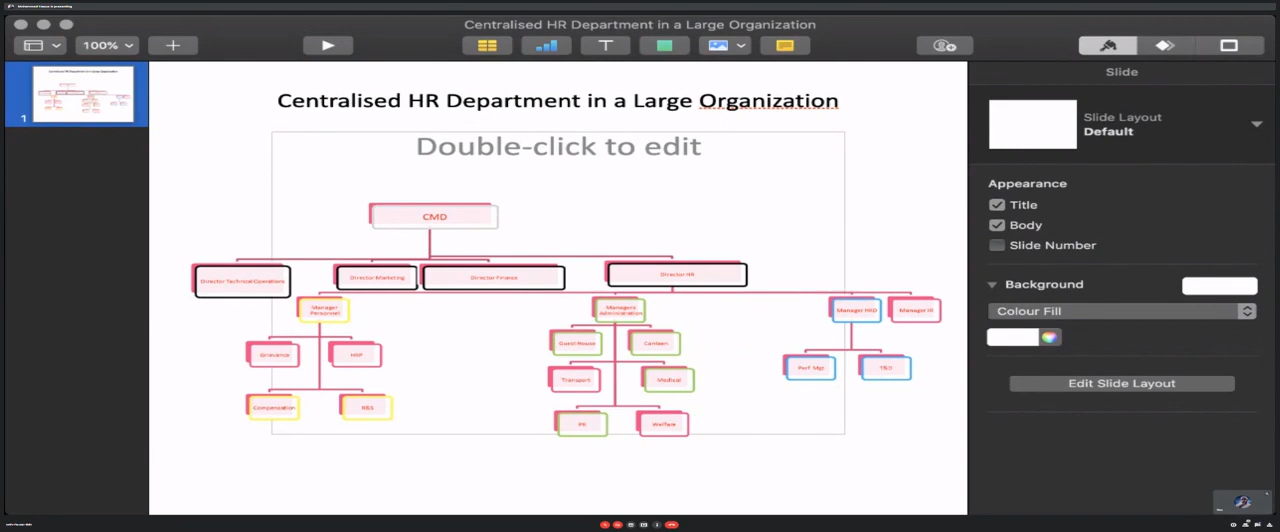 Centralised HR Department in a Large Organization
100%
Slide
1
Centralised HR Department in a Large Organization
Double-click to edit
CMD
Director Technical Operations
Director Marketing
Director Finance
Director HR
Manager
Personnel
Managers
Administration
Manager HRD
Manager IR
Guest House
Canteen
Grievance
HRP
Perf Mgt
T&D
Transport
Medical
Compensation
R&S
PR
Welfare
Slide Layout
Default
Appearance
Title
Body
Slide Number
Background
Colour Fill
Edit Slide Layout